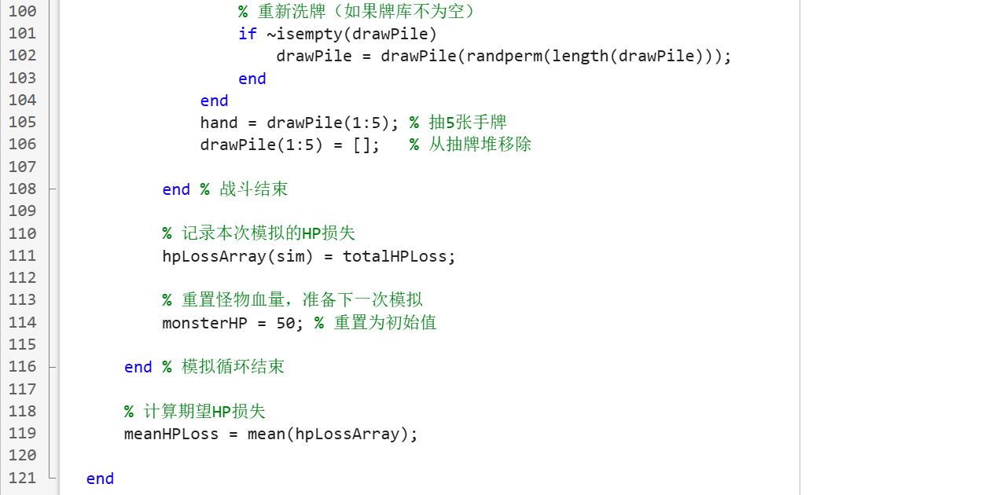 100 % 重新洗牌（如果牌库不为空）
101 if ~isempty(drawPile)
102 drawPile = drawPile(randperm(length(drawPile)));
103 end
104 end
105 hand = drawPile(1:5); % 抽5张手牌
106 drawPile(1:5) = []; % 从抽牌堆移除
107
108 end % 战斗结束
109
110 % 记录本次模拟的HP损失
111 hpLossArray(sim) = totalHPLoss;
112
113 % 重置怪物血量，准备下一次模拟
114 monsterHP = 50; % 重置为初始值
115
116 end % 模拟循环结束
117
118 % 计算期望HP损失
119 meanHPLoss = mean(hpLossArray);
120
121 end